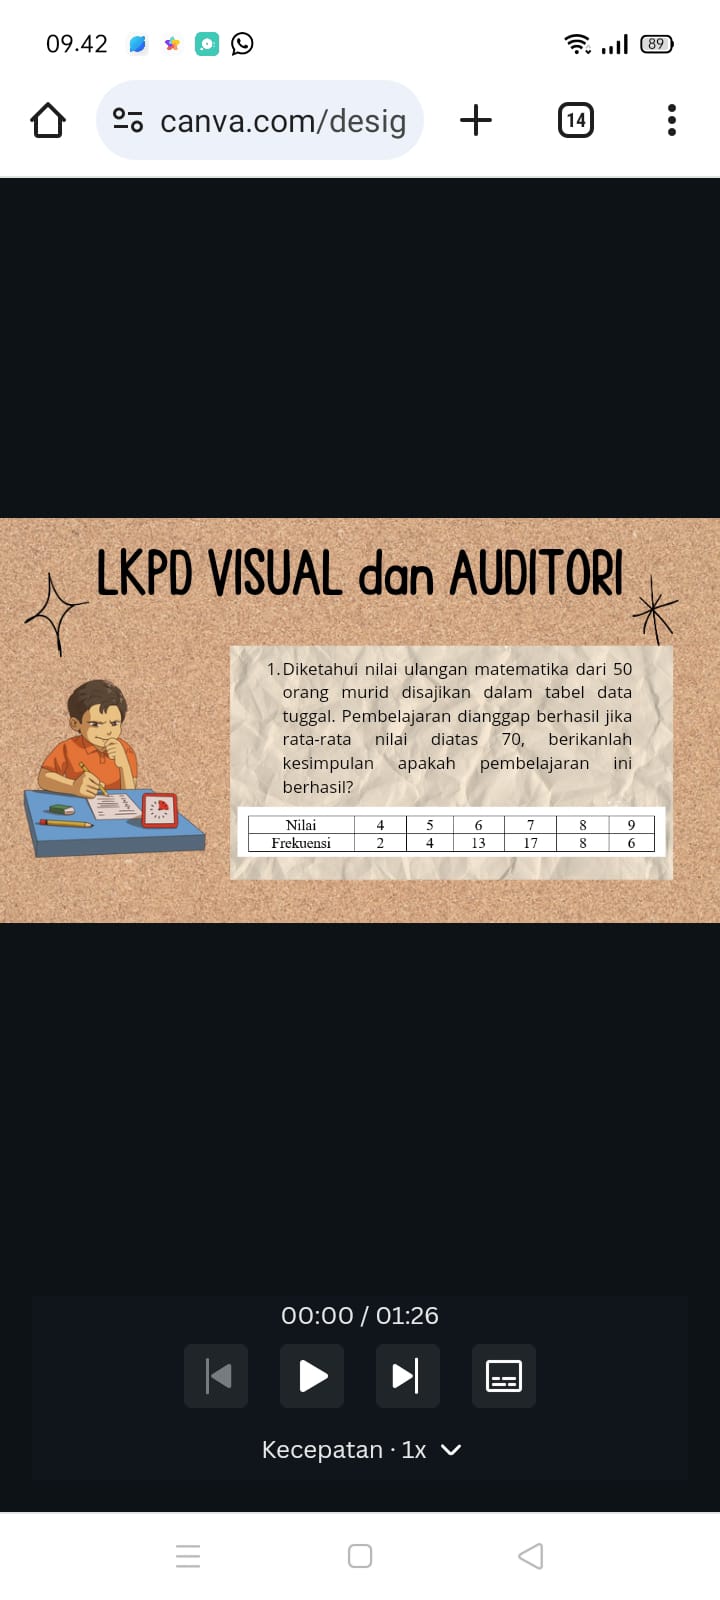 09.42
89
canva.com/desig
14
LKPD VISUAL dan AUDITORI
1.Diketahui nilai ulangan matematika dari 50
orang murid disajikan dalam tabel data
tuggal. Pembelajaran dianggap berhasil jika
rata-rata nilai diatas 70, berikanlah
kesimpulan apakah pembelajaran ini
berhasil?
Nilai 4 5 6 7 8 9
Frekuensi 2 4 13 17 8 6
00:00 / 01:26
Kecepatan · 1x